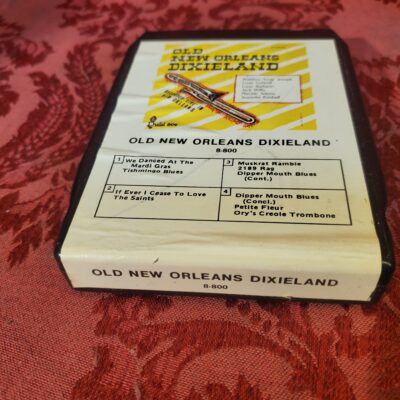 OLD
NEW ORLEANS
DIXIELAND
OLD NEW ORLEANS DIXIELAND
8-800
1 We Danced At The
Mardi Gras
Tishmingo Blues
2 If Ever I Cease To Love
The Saints
3 Muskrat Ramble
2189 Rag
Dipper Mouth Blues
(Cont.)
4 Dipper Mouth Blues
(Concl.)
Petite Fleur
Ory's Creole Trombone
OLD NEW ORLEANS DIXIELAND
8-800